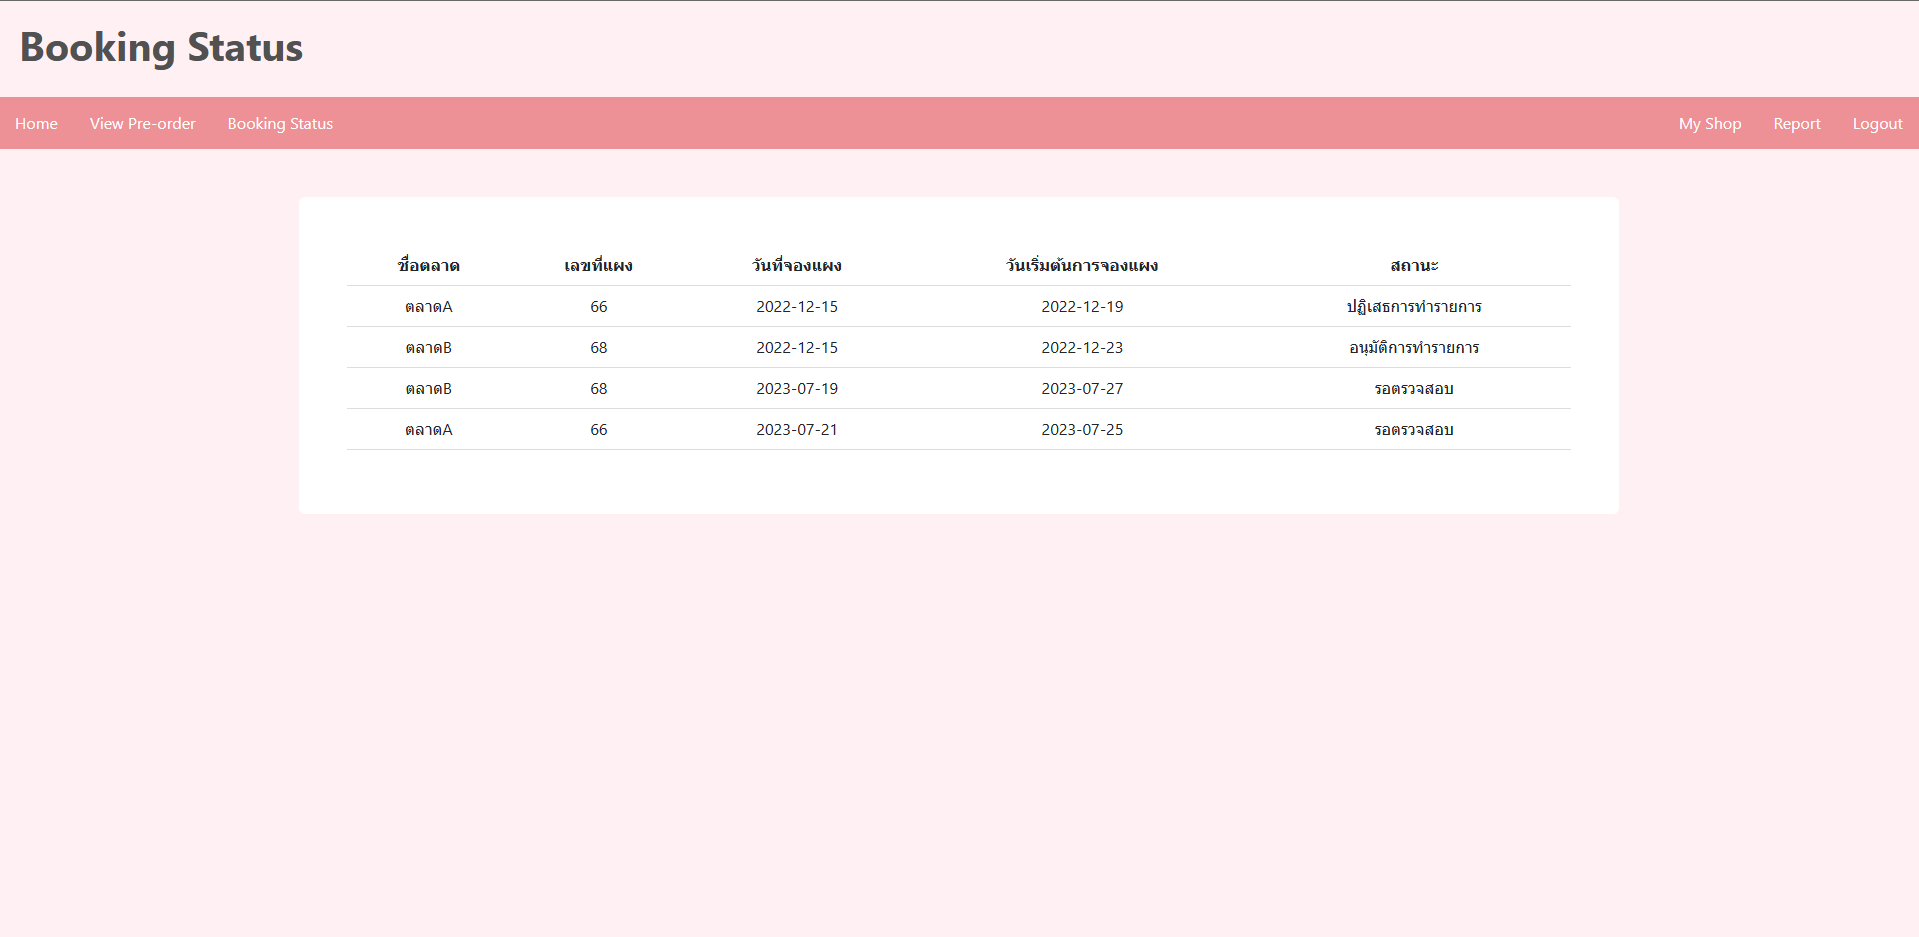 Booking Status
Home View Pre-order Booking Status My Shop Report Logout
ชื่อตลาด เลขที่แผง วันที่จองแผง วันเริ่มต้นการจองแผง สถานะ
ตลาดA 66 2022-12-15 2022-12-19 ปฏิเสธการทำรายการ
ตลาดB 68 2022-12-15 2022-12-23 อนุมัติการทำรายการ
ตลาดB 68 2023-07-19 2023-07-27 รอตรวจสอบ
ตลาดA 66 2023-07-21 2023-07-25 รอตรวจสอบ